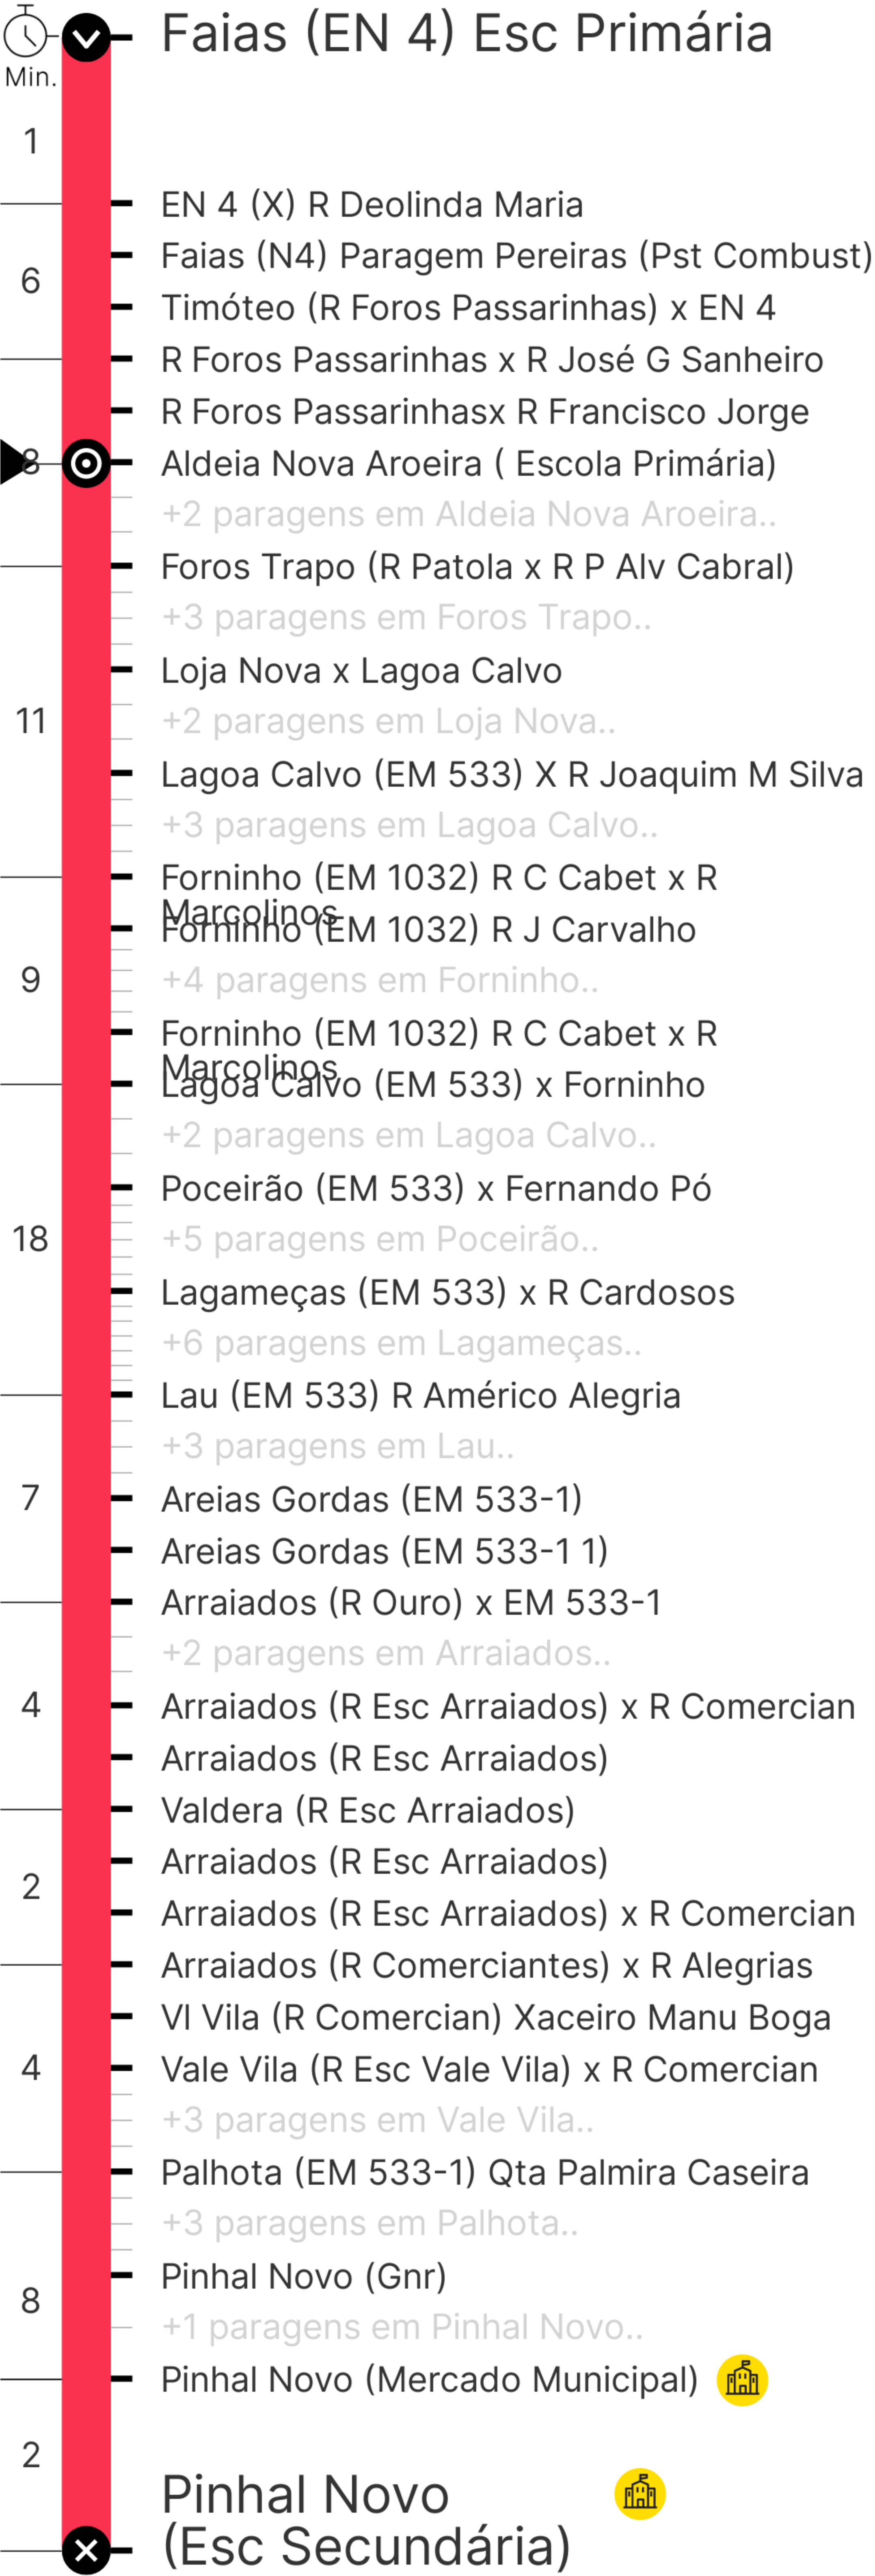 Faias (EN 4) Esc Primária
Min.
1
EN 4 (X) R Deolinda Maria
Faias (N4) Paragem Pereiras (Pst Combust)
6
Timóteo (R Foros Passarinhas) x EN 4
R Foros Passarinhas x R José G Sanheiro
R Foros Passarinhasx R Francisco Jorge
8
Aldeia Nova Aroeira ( Escola Primária)
+2 paragens em Aldeia Nova Aroeira..
Foros Trapo (R Patola x R P Alv Cabral)
+3 paragens em Foros Trapo..
Loja Nova x Lagoa Calvo
11
+2 paragens em Loja Nova..
Lagoa Calvo (EM 533) X R Joaquim M Silva
+3 paragens em Lagoa Calvo..
Forninho (EM 1032) R C Cabet x R
Marcolinos
Forninho (EM 1032) R J Carvalho
9
+4 paragens em Forninho..
Forninho (EM 1032) R C Cabet x R
Marcolinos
Lagoa Calvo (EM 533) x Forninho
+2 paragens em Lagoa Calvo..
Poceirão (EM 533) x Fernando Pó
18
+5 paragens em Poceirão..
Lagameças (EM 533) x R Cardosos
+6 paragens em Lagameças..
Lau (EM 533) R Américo Alegria
+3 paragens em Lau..
7
Areias Gordas (EM 533-1)
Areias Gordas (EM 533-1 1)
Arraiados (R Ouro) x EM 533-1
+2 paragens em Arraiados..
4
Arraiados (R Esc Arraiados) x R Comercian
Arraiados (R Esc Arraiados)
Valdera (R Esc Arraiados)
Arraiados (R Esc Arraiados)
2
Arraiados (R Esc Arraiados) x R Comercian
Arraiados (R Comerciantes) x R Alegrias
Vl Vila (R Comercian) Xaceiro Manu Boga
4
Vale Vila (R Esc Vale Vila) x R Comercian
+3 paragens em Vale Vila..
Palhota (EM 533-1) Qta Palmira Caseira
+3 paragens em Palhota..
Pinhal Novo (Gnr)
8
+1 paragens em Pinhal Novo..
Pinhal Novo (Mercado Municipal)
2
Pinhal Novo
(Esc Secundária)